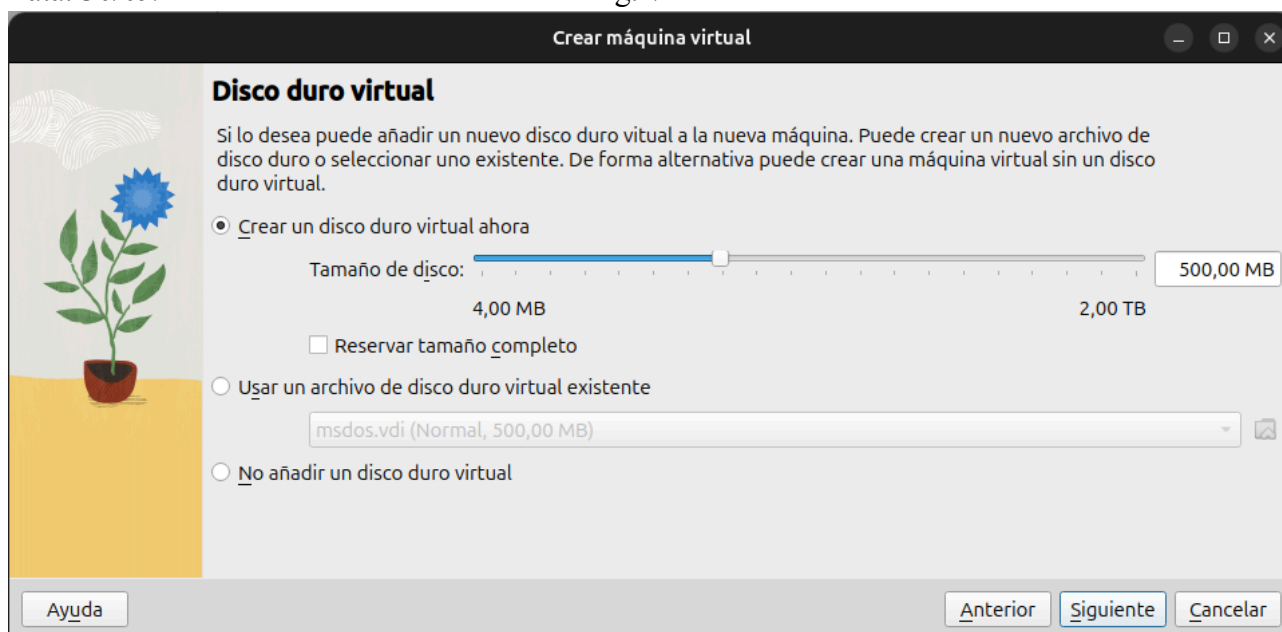 Crear máquina virtual
Disco duro virtual
Si lo desea puede añadir un nuevo disco duro vitual a la nueva máquina. Puede crear un nuevo archivo de
disco duro o seleccionar uno existente. De forma alternativa puede crear una máquina virtual sin un disco
duro virtual.
Crear un disco duro virtual ahora
Tamaño de disco: 500,00 MB
4,00 MB 2,00 TB
Reservar tamaño completo
Usar un archivo de disco duro virtual existente
msdos.vdi (Normal, 500,00 MB)
No añadir un disco duro virtual
Ayuda Anterior Siguiente Cancelar